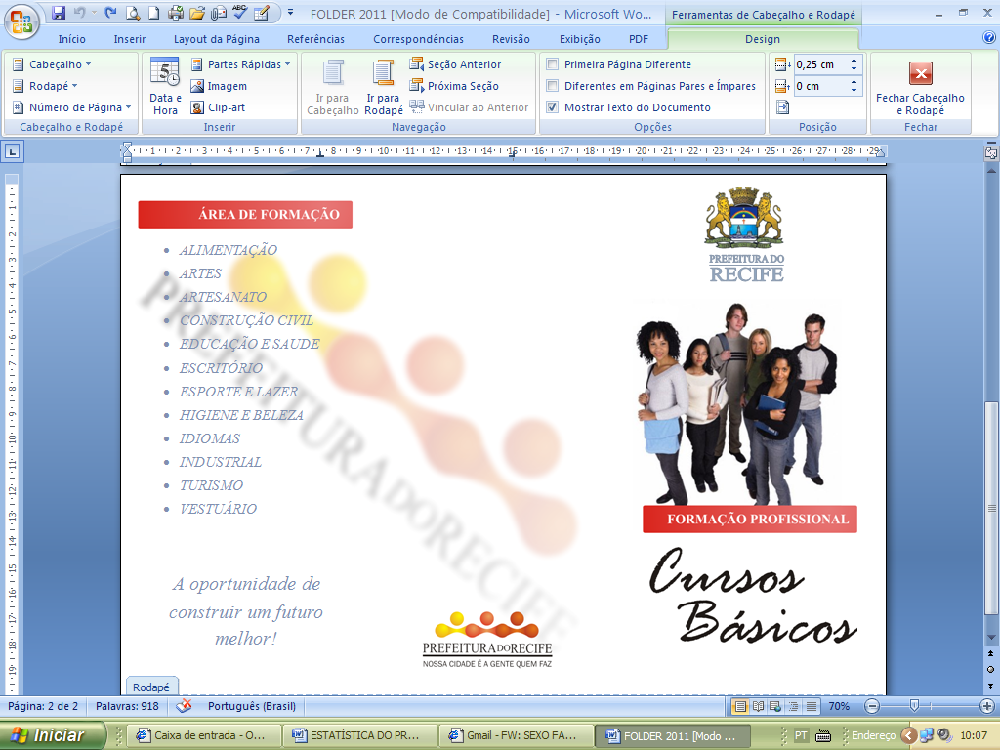 FOLDER 2011 [Modo de Compatibilidade] - Microsoft Wo...
Ferramentas de Cabeçalho e Rodapé
Início Inserir Layout da Página Referências Correspondências Revisão Exibição PDF Design
Cabeçalho
Rodapé
Número de Página
Cabeçalho e Rodapé
Data e Hora
Partes Rápidas
Imagem
Clip-art
Inserir
Ir para Cabeçalho
Ir para Rodapé
Seção Anterior
Próxima Seção
Vincular ao Anterior
Navegação
Primeira Página Diferente
Diferentes em Páginas Pares e Ímpares
Mostrar Texto do Documento
Opções
0,25 cm
0 cm
Posição
Fechar Cabeçalho e Rodapé
Fechar
ÁREA DE FORMAÇÃO
• ALIMENTAÇÃO
• ARTES
• ARTESANATO
• CONSTRUÇÃO CIVIL
• EDUCAÇÃO E SAUDE
• ESCRITÓRIO
• ESPORTE E LAZER
• HIGIENE E BELEZA
• IDIOMAS
• INDUSTRIAL
• TURISMO
• VESTUÁRIO
A oportunidade de
construir um futuro
melhor!
PREFEITURADORECIFE
PREFEITURADORECIFE
NOSSA CIDADE É A GENTE QUEM FAZ
PREFEITURA DO
RECIFE
FORMAÇÃO PROFISSIONAL
Cursos
Básicos
Rodapé
Página: 2 de 2 Palavras: 918 Português (Brasil) 70%
Iniciar Caixa de entrada - O... ESTATÍSTICA DO PR... Gmail - FW: SEXO FA... FOLDER 2011 [Modo ... PT Endereço 10:07